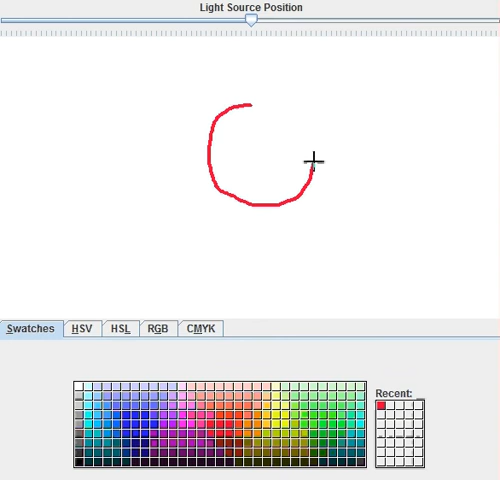 Light Source Position
Swatches HSV HSL RGB CMYK
Recent: